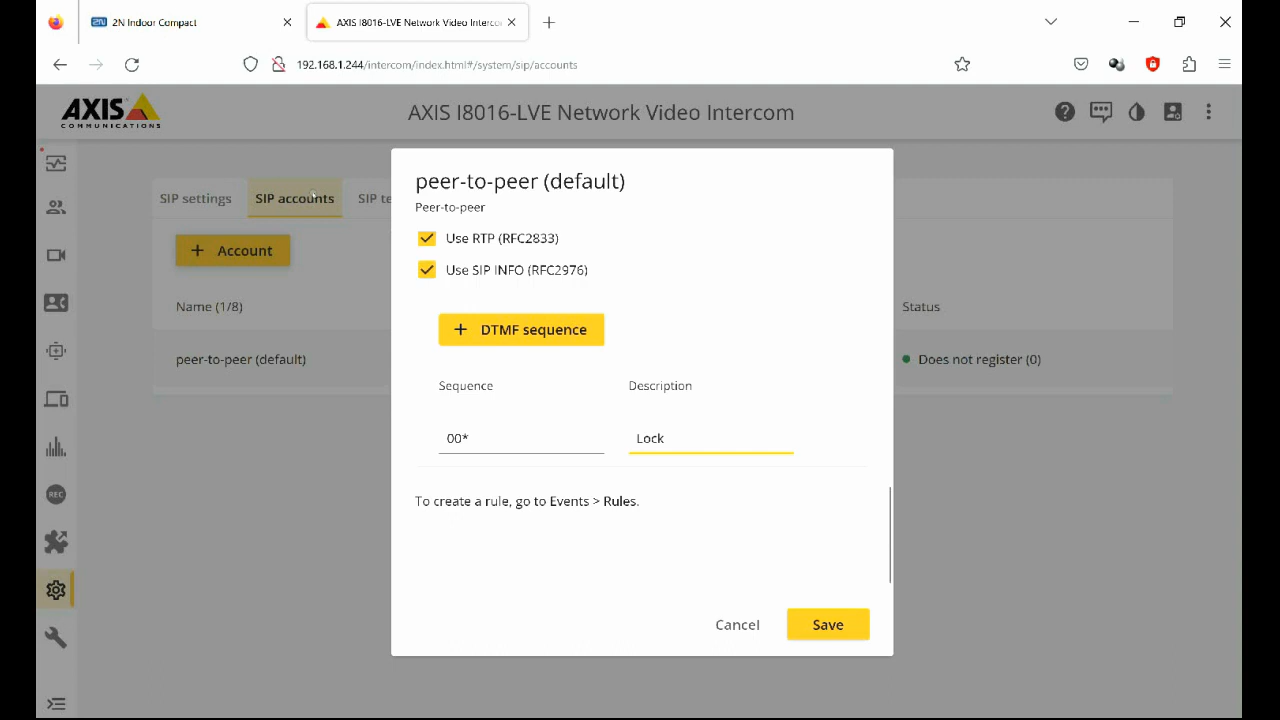 2N Indoor Compact
AXIS I8016-LVE Network Video Interco
192.168.1.244/intercom/index.html#/system/sip/accounts
AXIS
COMMUNICATIONS
AXIS I8016-LVE Network Video Intercom
SIP settings
SIP accounts
SIP te
+ Account
Name (1/8)
Status
peer-to-peer (default)
Does not register (0)
REC
peer-to-peer (default)
Peer-to-peer
Use RTP (RFC2833)
Use SIP INFO (RFC2976)
+ DTMF sequence
Sequence
Description
00*
Lock
To create a rule, go to Events > Rules.
Cancel
Save